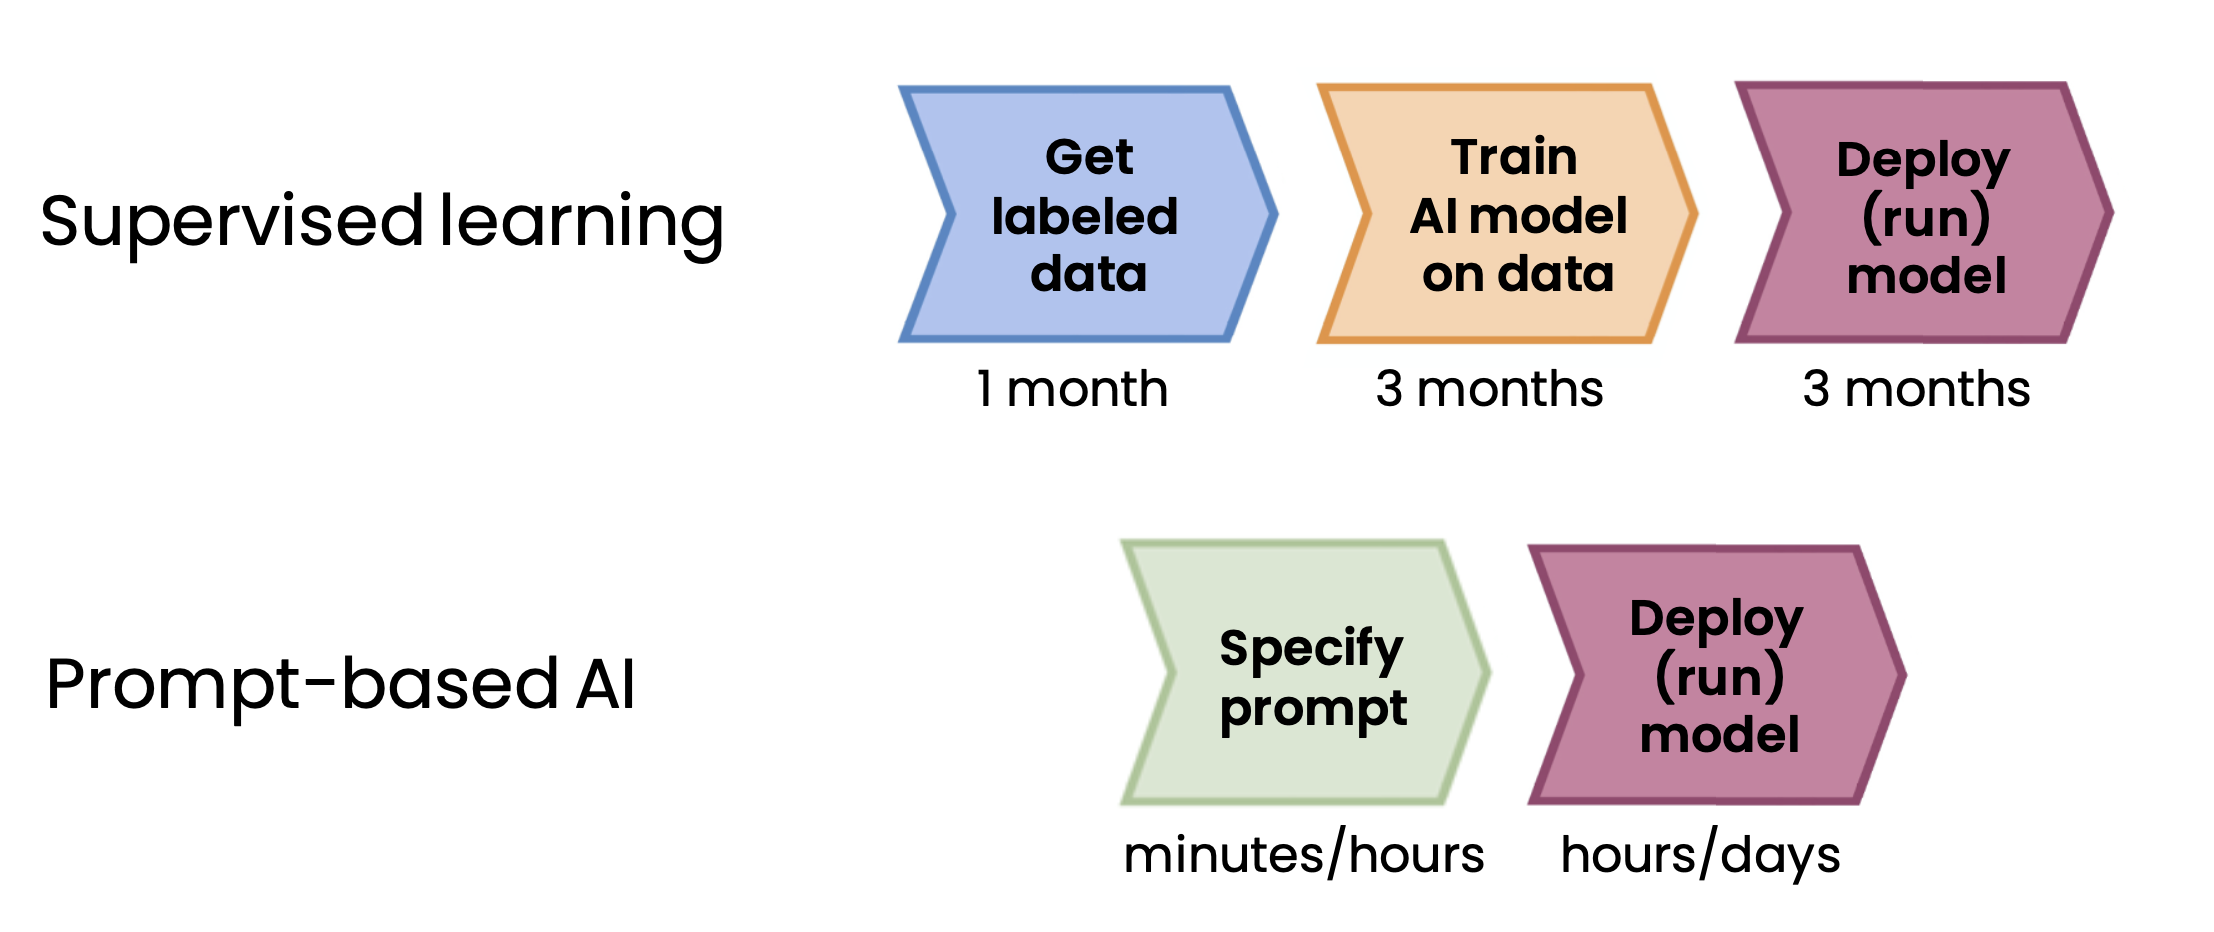 Supervised learning
Get
labeled
data
1 month
Train
AI model
on data
3 months
Deploy
(run)
model
3 months
Prompt-based AI
Specify
prompt
minutes/hours
Deploy
(run)
model
hours/days